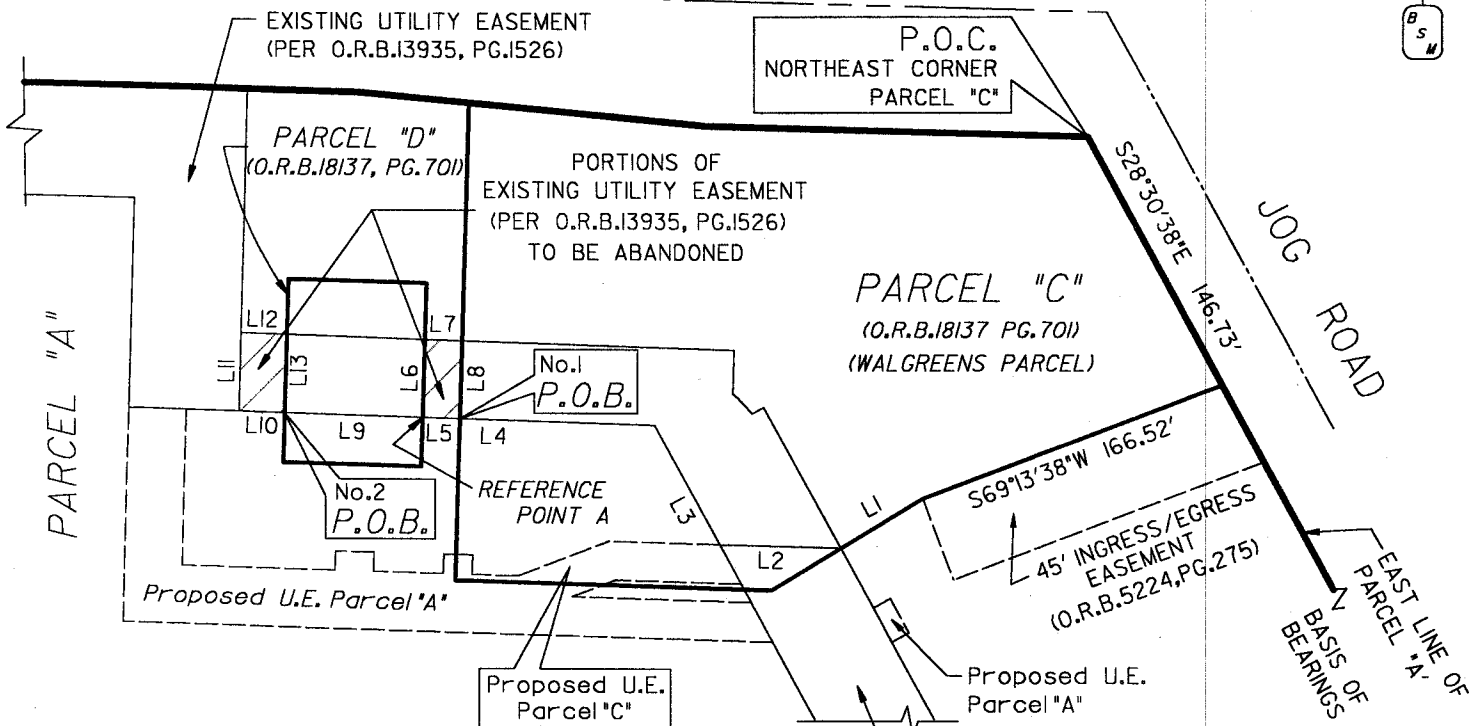 EXISTING UTILITY EASEMENT
(PER O.R.B.13935, PG.1526)
B
S
M
P.O.C.
NORTHEAST CORNER
PARCEL "C"
PARCEL "D"
(O.R.B.18137, PG.701)
PORTIONS OF
EXISTING UTILITY EASEMENT
(PER O.R.B.13935, PG.1526)
TO BE ABANDONED
S28°30'38"E 146.73'
JOG ROAD
PARCEL "C"
(O.R.B.18137 PG.701)
(WALGREENS PARCEL)
PARCEL "A"
L12
L7
L11
L13
L6
L8
No.1
P.O.B.
L10
L9
L5
L4
No.2
P.O.B.
REFERENCE
POINT A
L3
L1
L2
S69°13'38"W 166.52'
45' INGRESS/EGRESS
EASEMENT
(O.R.B.5224,PG.275)
EAST LINE OF
PARCEL "A"
BASIS OF
BEARINGS
Proposed U.E. Parcel"A"
Proposed U.E.
Parcel"C"
Proposed U.E.
Parcel"A"